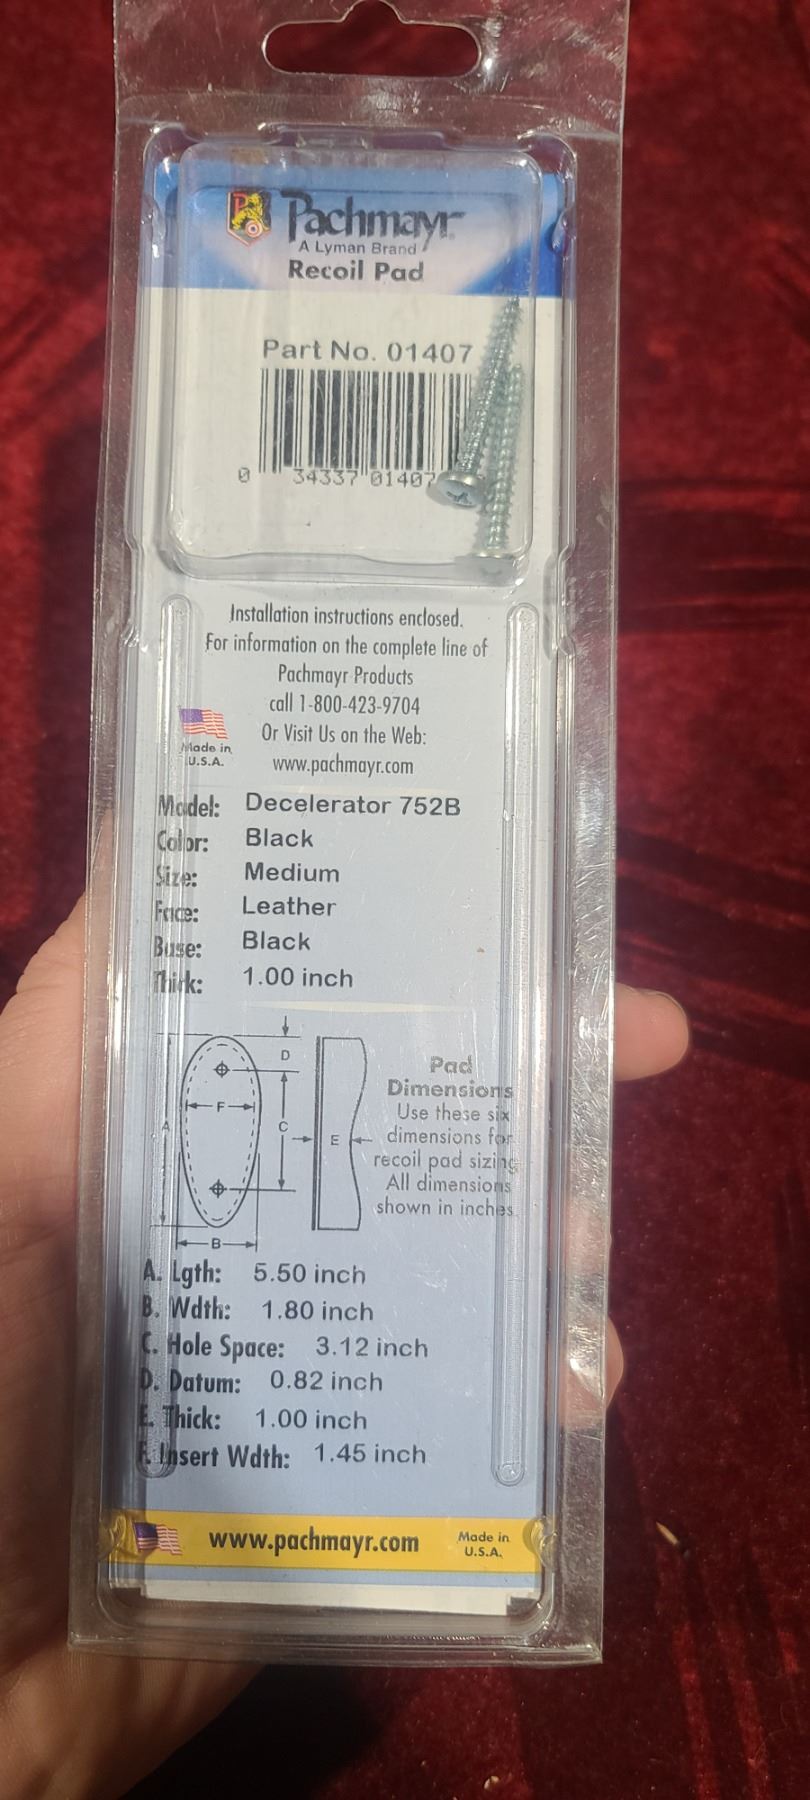 Pachmayr
A Lyman Brand
Recoil Pad
Part No. 01407
0 34337 01407
Installation instructions enclosed.
For information on the complete line of
Pachmayr Products
call 1-800-423-9704
Or Visit Us on the Web:
www.pachmayr.com
Made in
U.S.A.
Model: Decelerator 752B
Color: Black
Size: Medium
Face: Leather
Base: Black
Thick: 1.00 inch
A
B
C
D
E
F
Pad
Dimensions
Use these six
dimensions for
recoil pad sizing
All dimensions
shown in inches
A. Lgth: 5.50 inch
B. Wdth: 1.80 inch
C. Hole Space: 3.12 inch
D. Datum: 0.82 inch
E. Thick: 1.00 inch
F. Insert Wdth: 1.45 inch
www.pachmayr.com
Made in
U.S.A.